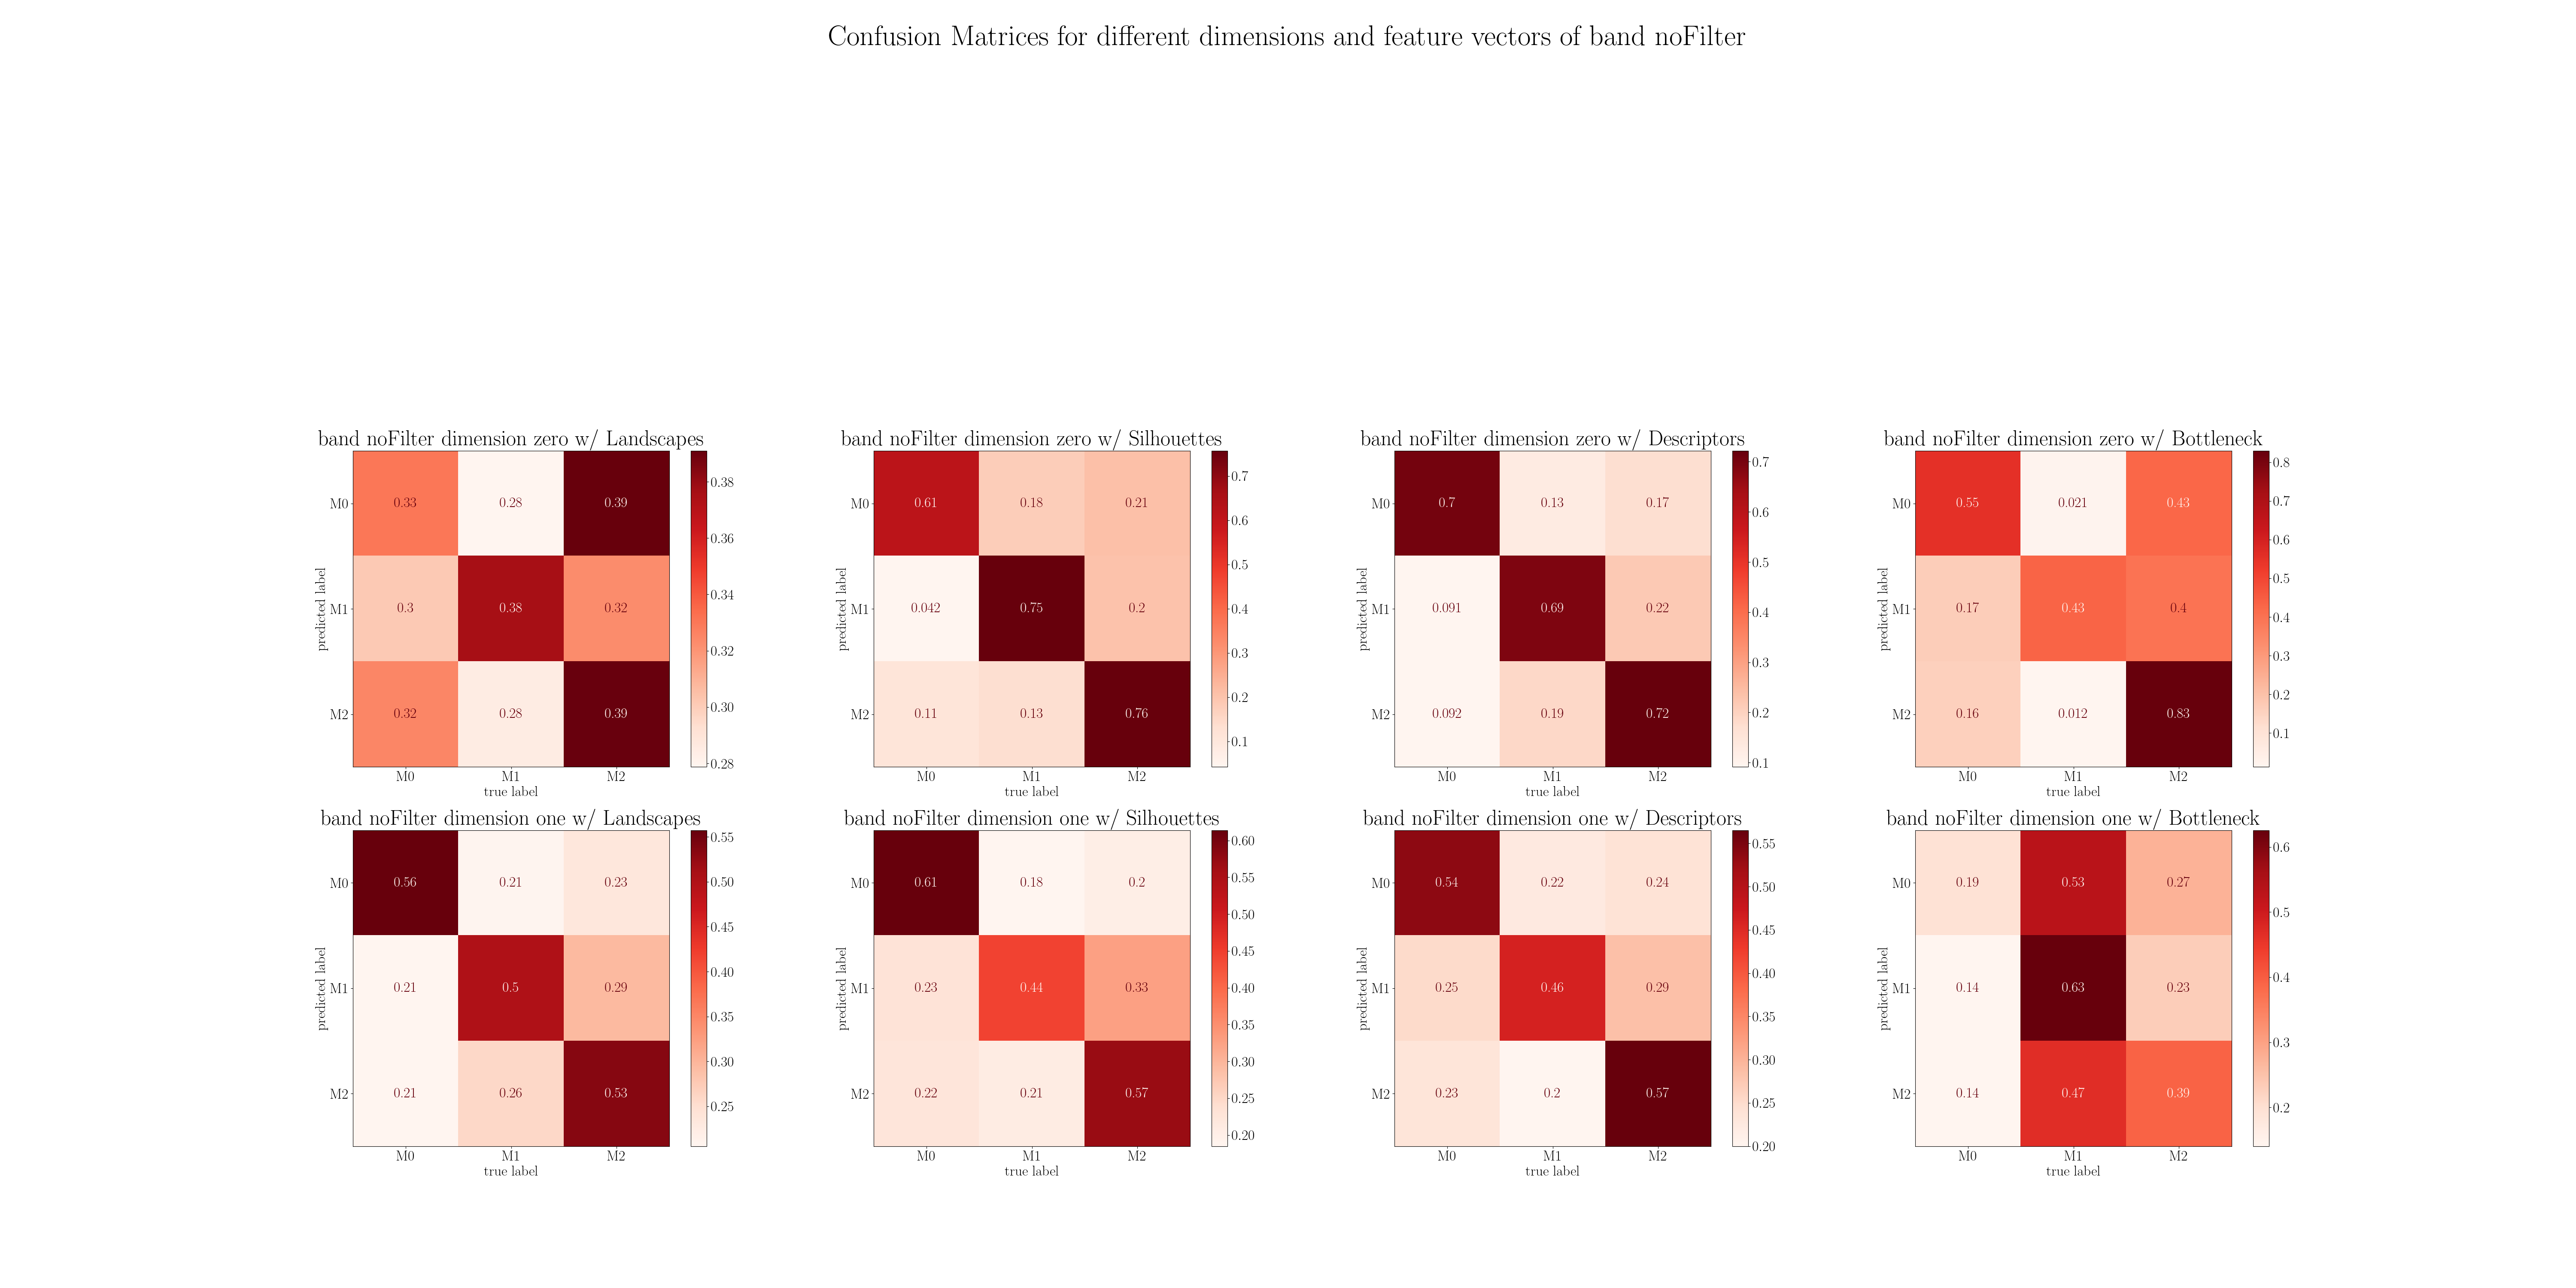 Confusion Matrices for different dimensions and feature vectors of band noFilter
band noFilter dimension zero w/ Landscapes
predicted label
M0 0.33 0.28 0.39
M1 0.3 0.38 0.32
M2 0.32 0.28 0.39
M0 M1 M2
true label
0.38
0.36
0.34
0.32
0.30
0.28
band noFilter dimension zero w/ Silhouettes
predicted label
M0 0.61 0.18 0.21
M1 0.042 0.75 0.2
M2 0.11 0.13 0.76
M0 M1 M2
true label
0.7
0.6
0.5
0.4
0.3
0.2
0.1
band noFilter dimension zero w/ Descriptors
predicted label
M0 0.7 0.13 0.17
M1 0.091 0.69 0.22
M2 0.092 0.19 0.72
M0 M1 M2
true label
0.7
0.6
0.5
0.4
0.3
0.2
0.1
band noFilter dimension zero w/ Bottleneck
predicted label
M0 0.55 0.021 0.43
M1 0.17 0.43 0.4
M2 0.16 0.012 0.83
M0 M1 M2
true label
0.8
0.7
0.6
0.5
0.4
0.3
0.2
0.1
band noFilter dimension one w/ Landscapes
predicted label
M0 0.56 0.21 0.23
M1 0.21 0.5 0.29
M2 0.21 0.26 0.53
M0 M1 M2
true label
0.55
0.50
0.45
0.40
0.35
0.30
0.25
band noFilter dimension one w/ Silhouettes
predicted label
M0 0.61 0.18 0.2
M1 0.23 0.44 0.33
M2 0.22 0.21 0.57
M0 M1 M2
true label
0.60
0.55
0.50
0.45
0.40
0.35
0.30
0.25
0.20
band noFilter dimension one w/ Descriptors
predicted label
M0 0.54 0.22 0.24
M1 0.25 0.46 0.29
M2 0.23 0.2 0.57
M0 M1 M2
true label
0.55
0.50
0.45
0.40
0.35
0.30
0.25
0.20
band noFilter dimension one w/ Bottleneck
predicted label
M0 0.19 0.53 0.27
M1 0.14 0.63 0.23
M2 0.14 0.47 0.39
M0 M1 M2
true label
0.6
0.5
0.4
0.3
0.2